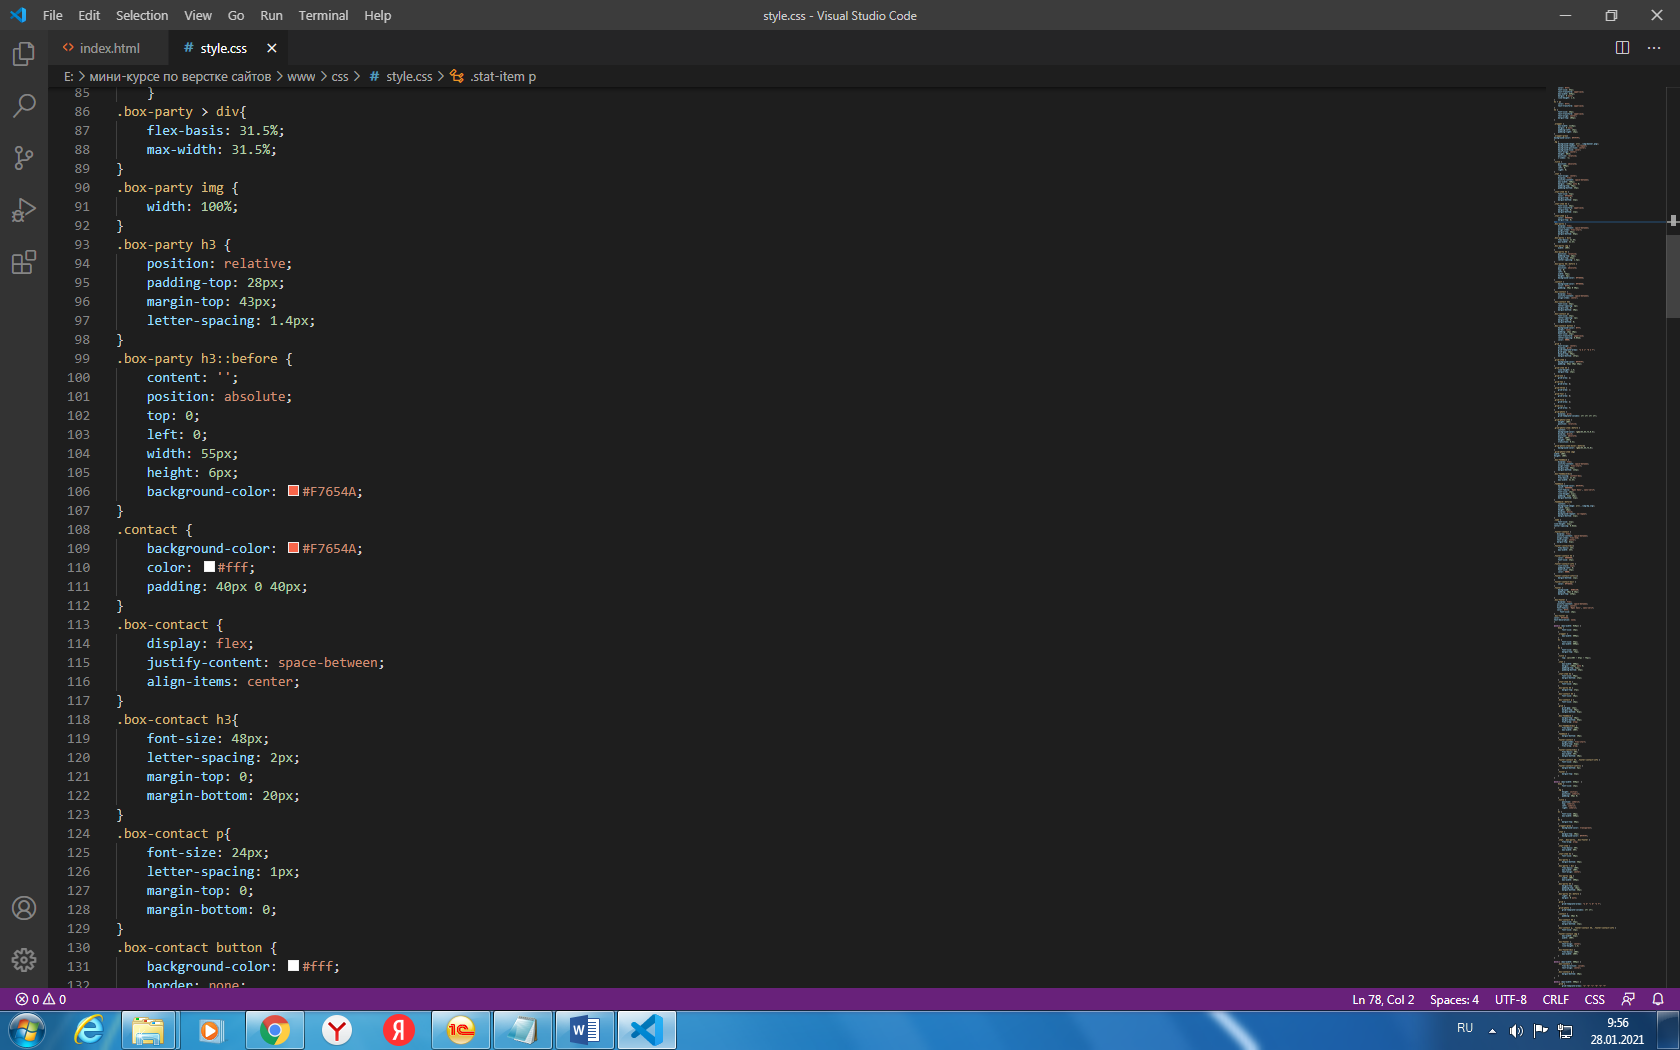 File Edit Selection View Go Run Terminal Help
style.css - Visual Studio Code
<> index.html
# style.css ×
E: > мини-курсе по верстке сайтов > www > css > # style.css > .stat-item p
85 }
86 .box-party > div{
87 flex-basis: 31.5%;
88 max-width: 31.5%;
89 }
90 .box-party img {
91 width: 100%;
92 }
93 .box-party h3 {
94 position: relative;
95 padding-top: 28px;
96 margin-top: 43px;
97 letter-spacing: 1.4px;
98 }
99 .box-party h3::before {
100 content: '';
101 position: absolute;
102 top: 0;
103 left: 0;
104 width: 55px;
105 height: 6px;
106 background-color: #F7654A;
107 }
108 .contact {
109 background-color: #F7654A;
110 color: #fff;
111 padding: 40px 0 40px;
112 }
113 .box-contact {
114 display: flex;
115 justify-content: space-between;
116 align-items: center;
117 }
118 .box-contact h3{
119 font-size: 48px;
120 letter-spacing: 2px;
121 margin-top: 0;
122 margin-bottom: 20px;
123 }
124 .box-contact p{
125 font-size: 24px;
126 letter-spacing: 1px;
127 margin-top: 0;
128 margin-bottom: 0;
129 }
130 .box-contact button {
131 background-color: #fff;
132 border: none;
0 0
Ln 78, Col 2 Spaces: 4 UTF-8 CRLF CSS
RU
9:56
28.01.2021